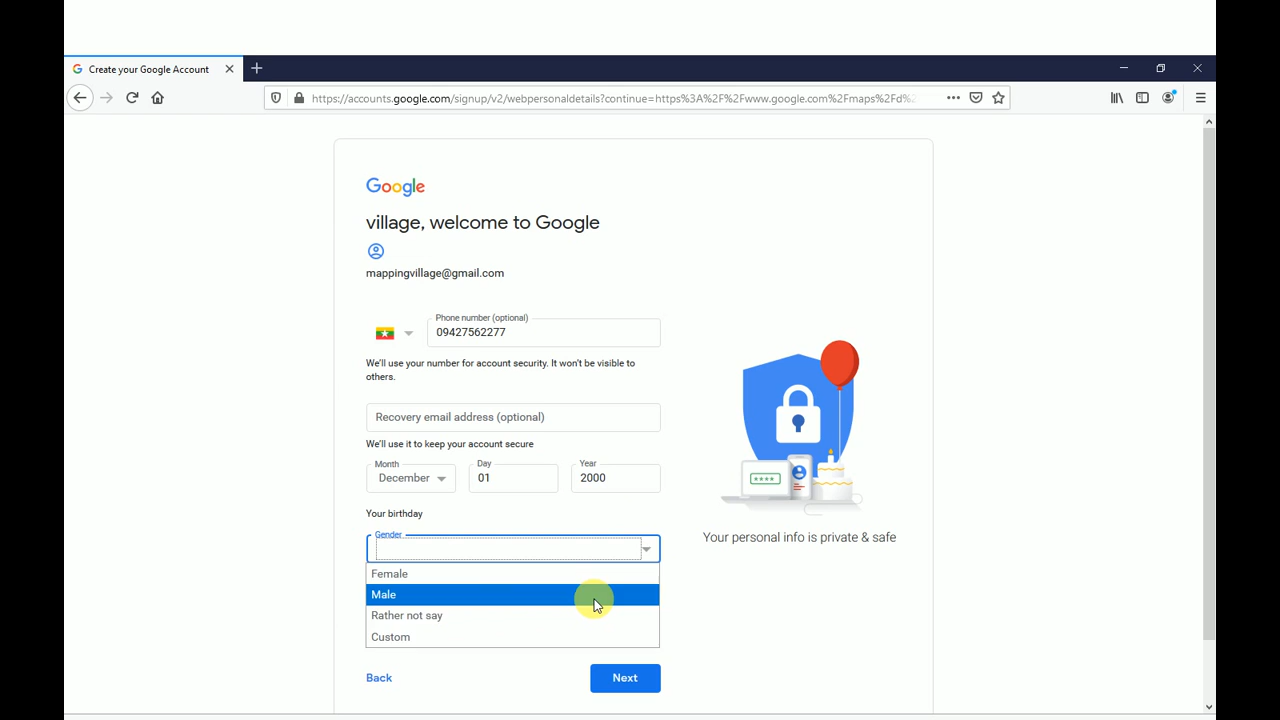 Create your Google Account
https://accounts.google.com/signup/v2/webpersonaldetails?continue=https%3A%2F%2Fwww.google.com%2Fmaps%2Fd%
Google
village, welcome to Google
mappingvillage@gmail.com
Phone number (optional)
09427562277
We'll use your number for account security. It won't be visible to
others.
Recovery email address (optional)
We'll use it to keep your account secure
Month Day Year
December 01 2000
Your birthday
Gender
Female
Male
Rather not say
Custom
Back Next
****
Your personal info is private & safe